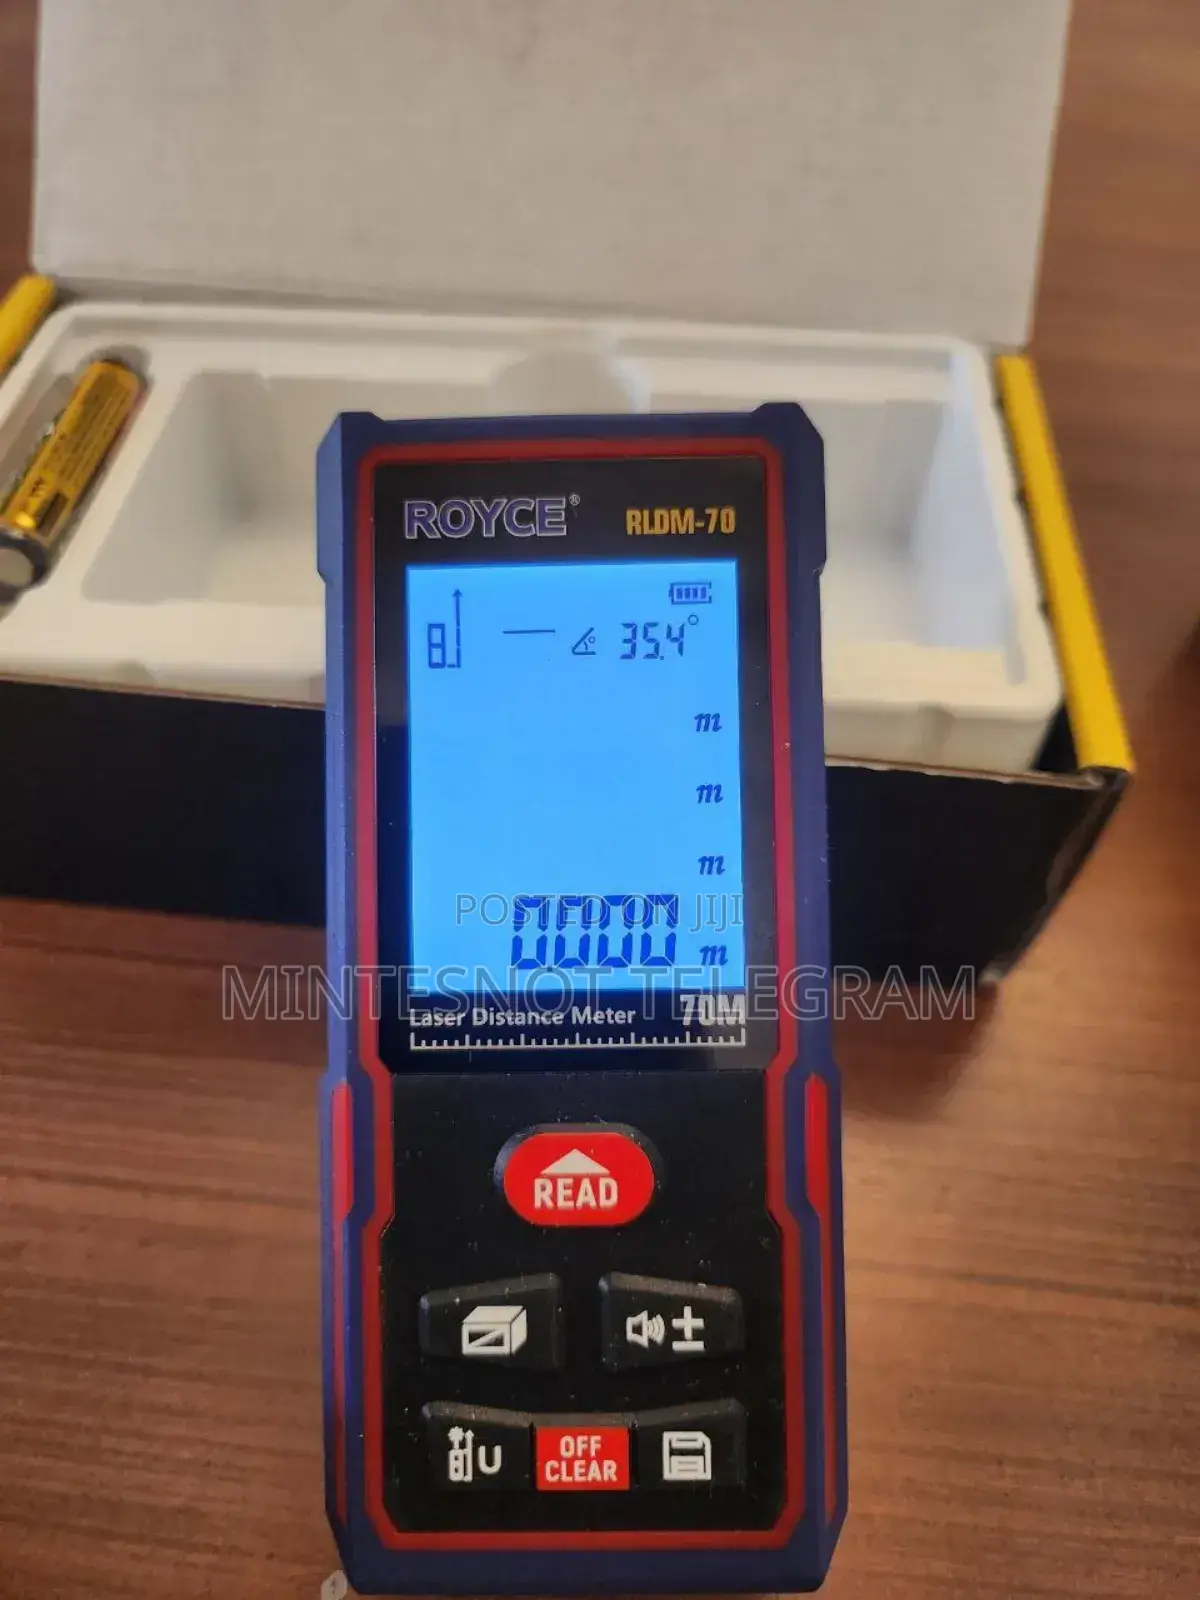 ROYCE® RLDM-70
35.4°
m
m
m
POSTED ON JIJI
0.000 m
MINTESNOT TELEGRAM
Laser Distance Meter 70M
READ
±
U
OFF
CLEAR